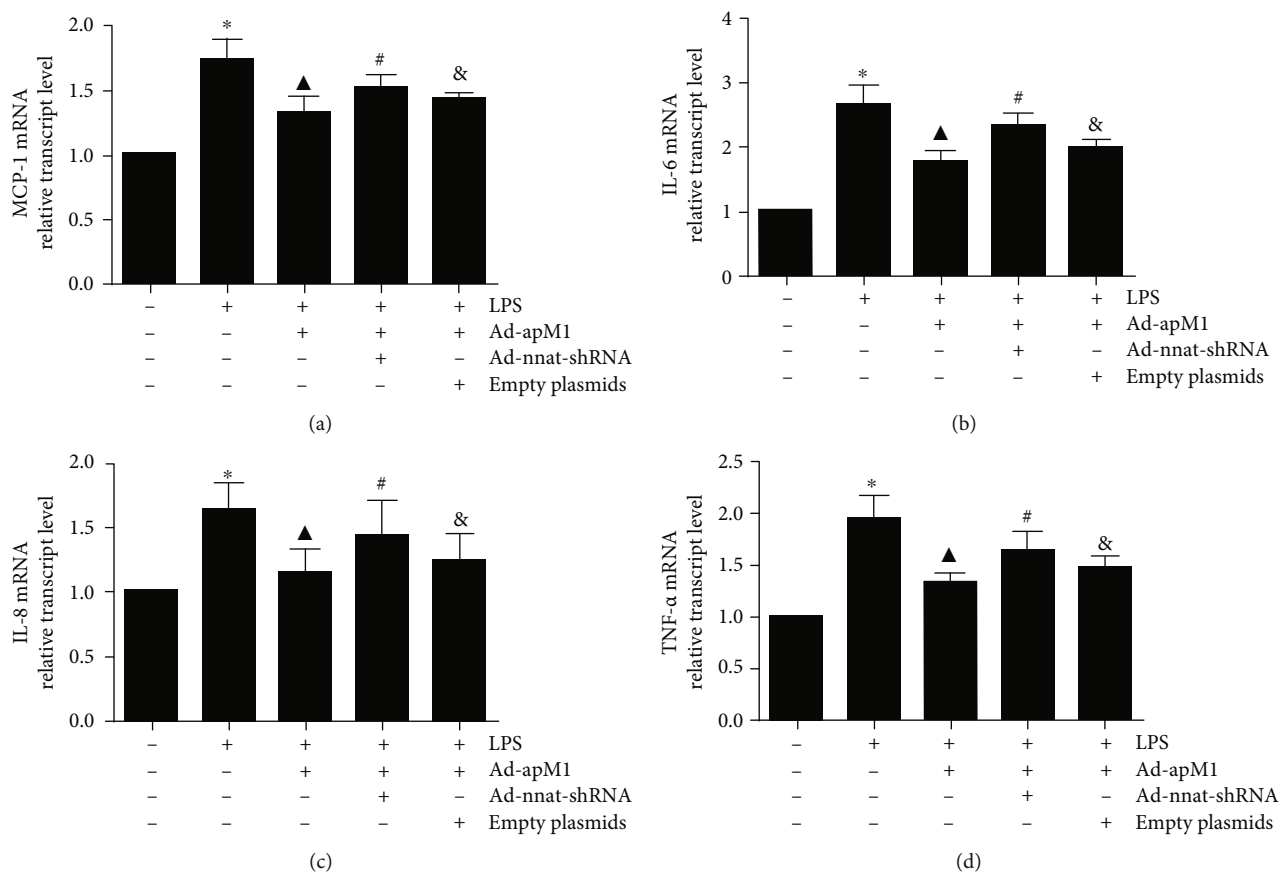 MCP-1 mRNA
relative transcript level
2.0
1.5
1.0
0.5
0.0
*
▲
#
&
– + + + + LPS
– – + + + Ad-apM1
– – – + – Ad-nnat-shRNA
– – – – + Empty plasmids
(a)
IL-6 mRNA
relative transcript level
4
3
2
1
0
*
▲
#
&
– + + + + LPS
– – + + + Ad-apM1
– – – + – Ad-nnat-shRNA
– – – – + Empty plasmids
(b)
IL-8 mRNA
relative transcript level
2.0
1.5
1.0
0.5
0.0
*
▲
#
&
– + + + + LPS
– – + + + Ad-apM1
– – – + – Ad-nnat-shRNA
– – – – + Empty plasmids
(c)
TNF-α mRNA
relative transcript level
2.5
2.0
1.5
1.0
0.5
0.0
*
▲
#
&
– + + + + LPS
– – + + + Ad-apM1
– – – + – Ad-nnat-shRNA
– – – – + Empty plasmids
(d)